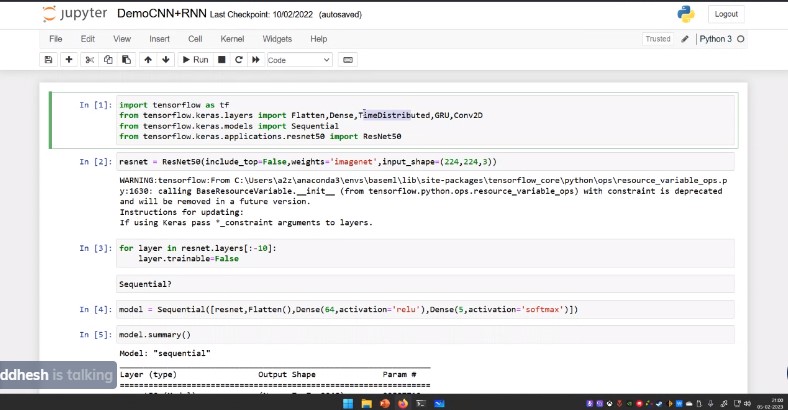 jupyter DemoCNN+RNN Last Checkpoint: 10/02/2022 (autosaved)
Logout
File Edit View Insert Cell Kernel Widgets Help
Trusted Python 3
Run Code
In [1]: import tensorflow as tf
from tensorflow.keras.layers import Flatten,Dense,TimeDistributed,GRU,Conv2D
from tensorflow.keras.models import Sequential
from tensorflow.keras.applications.resnet50 import ResNet50
In [2]: resnet = ResNet50(include_top=False,weights='imagenet',input_shape=(224,224,3))
WARNING:tensorflow:From C:\Users\a2z\anaconda3\envs\baseml\lib\site-packages\tensorflow_core\python\ops\resource_variable_ops.p
y:1630: calling BaseResourceVariable.__init__ (from tensorflow.python.ops.resource_variable_ops) with constraint is deprecated
and will be removed in a future version.
Instructions for updating:
If using Keras pass *_constraint arguments to layers.
In [3]: for layer in resnet.layers[:-10]:
layer.trainable=False
Sequential?
In [4]: model = Sequential([resnet,Flatten(),Dense(64,activation='relu'),Dense(5,activation='softmax')])
In [5]: model.summary()
Model: "sequential"
ddhesh is talking
Layer (type) Output Shape Param #
21:00
05-02-2023